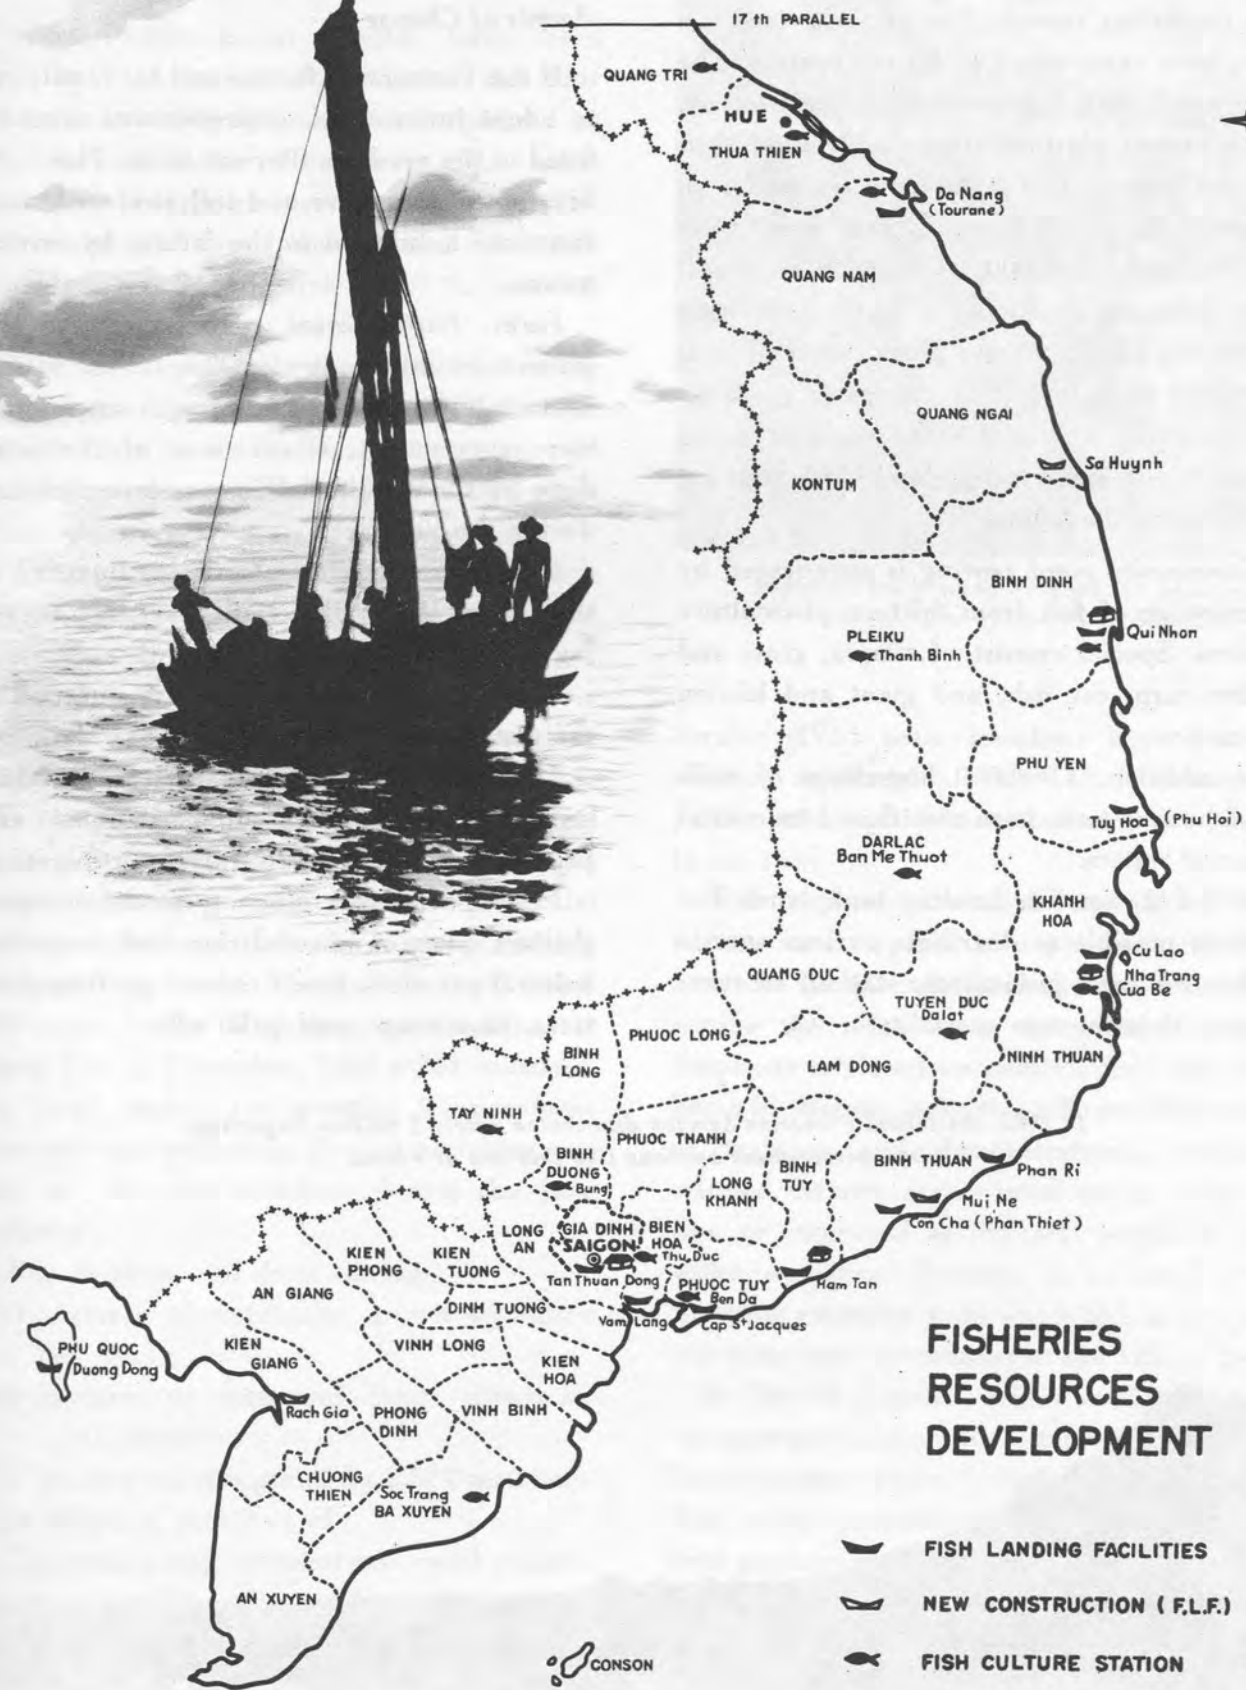 17 th PARALLEL
QUANG TRI
HUE
THUA THIEN
Da Nang
(Tourane)
QUANG NAM
QUANG NGAI
Sa Huynh
KONTUM
BINH DINH
Qui Nhon
PLEIKU
Thanh Binh
PHU YEN
Tuy Hoa (Phu Hoi)
DARLAC
Ban Me Thuot
KHANH
HOA
Cu Lao
Nha Trang
Cua Be
QUANG DUC
TUYEN DUC
Dalat
PHUOC LONG
BINH
LONG
LAM DONG
NINH THUAN
TAY NINH
PHUOC THANH
BINH
DUONG
Bung
LONG
KHANH
BINH
TUY
BINH THUAN
Phan Ri
Mui Ne
Con Cha (Phan Thiet)
LONG
AN
GIA DINH
SAIGON
BIEN
HOA
Thu Duc
Tan Thuan Dong
PHUOC TUY
Ben Da
Ham Tan
Vam Lang
Cap St Jacques
KIEN
PHONG
KIEN
TUONG
AN GIANG
DINH TUONG
KIEN
GIANG
VINH LONG
KIEN
HOA
PHU QUOC
Duong Dong
Rach Gia
PHONG
DINH
VINH BINH
CHUONG
THIEN
Soc Trang
BA XUYEN
AN XUYEN
CONSON
FISHERIES
RESOURCES
DEVELOPMENT
FISH LANDING FACILITIES
NEW CONSTRUCTION ( F.L.F.)
FISH CULTURE STATION